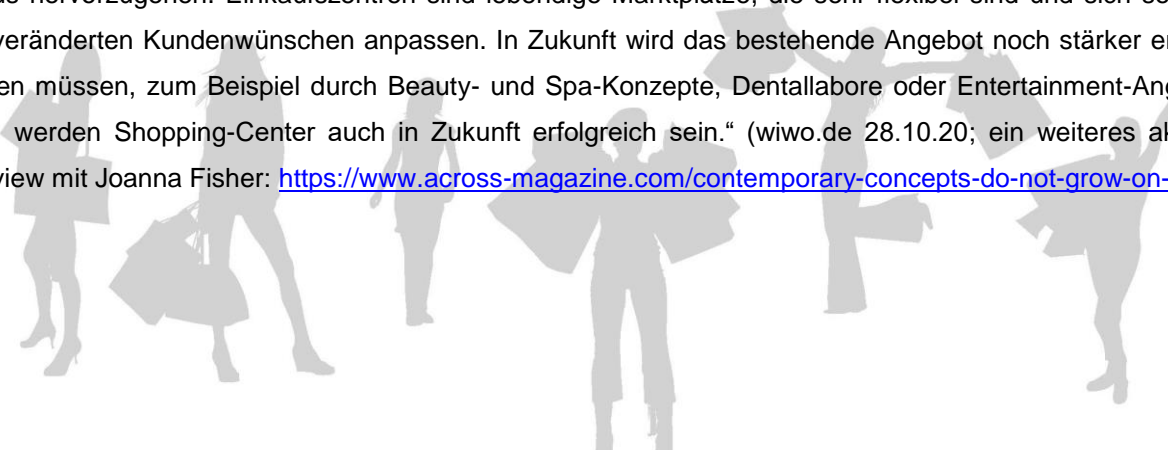 hervorzugehen. Einkaufszentren sind lebendige Marktplätze, die sehr flexibel sind und sich
veränderten Kundenwünschen anpassen. In Zukunft wird das bestehende Angebot noch stärker
müssen, zum Beispiel durch Beauty- und Spa-Konzepte, Dentallabore oder Entertainment-
werden Shopping-Center auch in Zukunft erfolgreich sein.“ (wiwo.de 28.10.20; ein weiteres
mit Joanna Fisher: https://www.across-magazine.com/contemporary-concepts-do-not-grow-on-